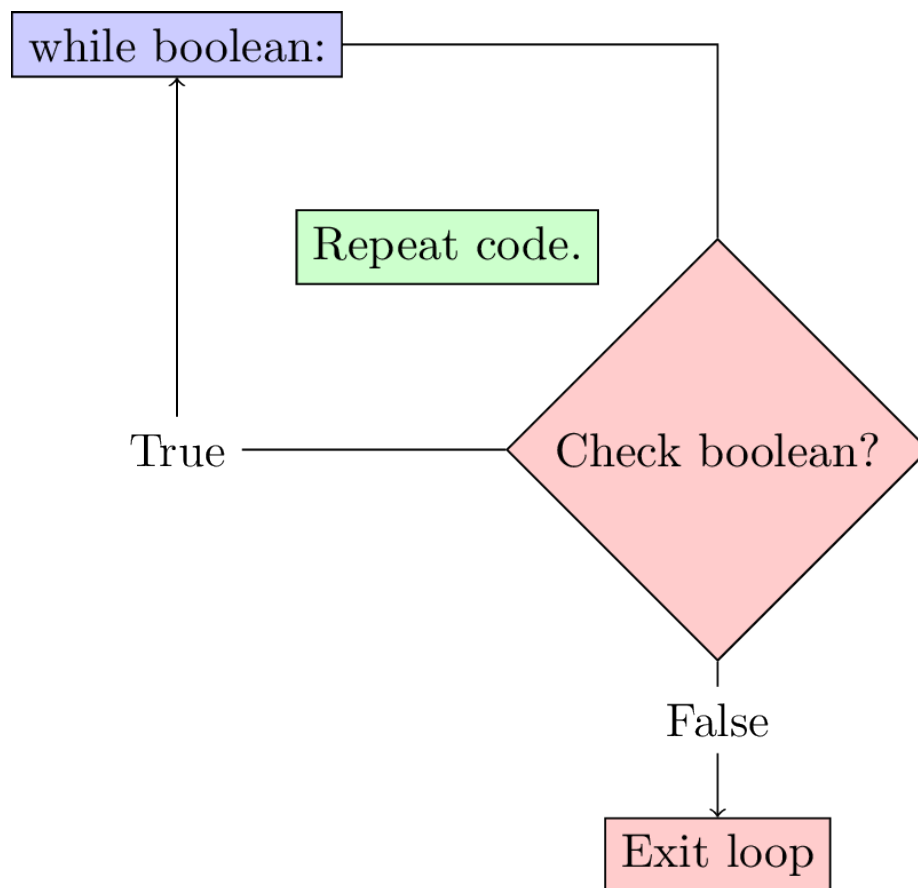 while boolean:
Repeat code.
True
Check boolean?
False
Exit loop